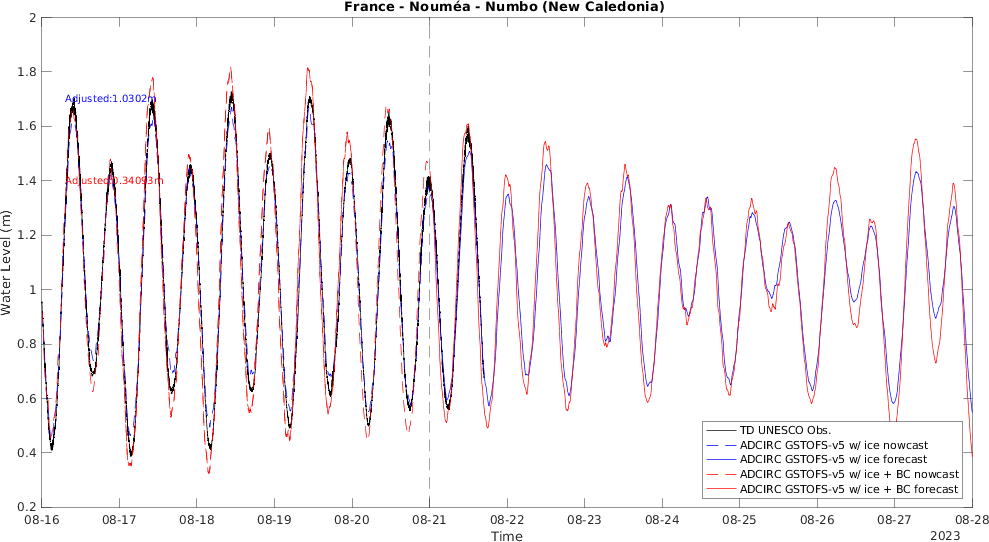 France - Nouméa - Numbo (New Caledonia)
2
1.8
1.6
1.4
1.2
1
0.8
0.6
0.4
0.2
Water Level (m)
Adjusted:1.0302m
Adjusted:0.34093m
TD UNESCO Obs.
ADCIRC GSTOFS-v5 w/ ice nowcast
ADCIRC GSTOFS-v5 w/ ice forecast
ADCIRC GSTOFS-v5 w/ ice + BC nowcast
ADCIRC GSTOFS-v5 w/ ice + BC forecast
08-16 08-17 08-18 08-19 08-20 08-21 08-22 08-23 08-24 08-25 08-26 08-27 08-28
Time
2023